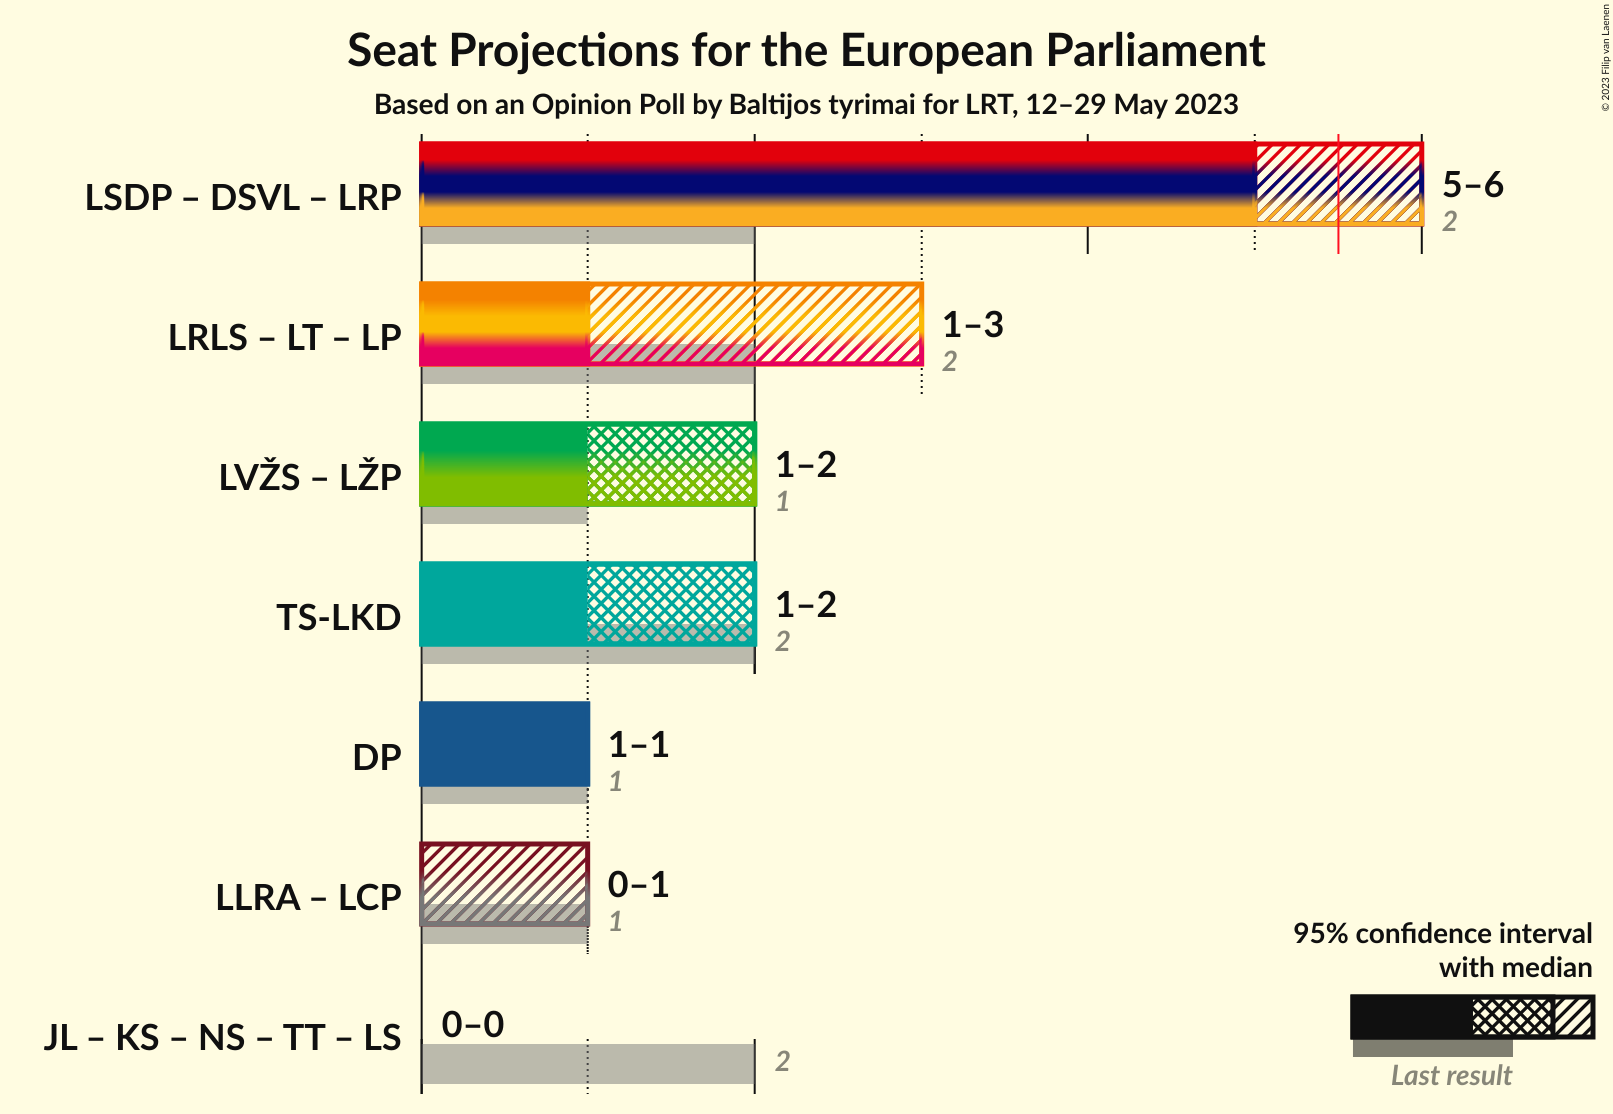 Seat Projections for the European Parliament
Based on an Opinion Poll by Baltijos tyrimai for LRT, 12–29 May 2023
© 2023 Filip van Laenen
LSDP – DSVL – LRP
5–6
2
LRLS – LT – LP
1–3
2
LVŽS – LŽP
1–2
1
TS-LKD
1–2
2
DP
1–1
1
LLRA – LCP
0–1
1
JL – KS – NS – TT – LS
0–0
2
95% confidence interval
with median
Last result